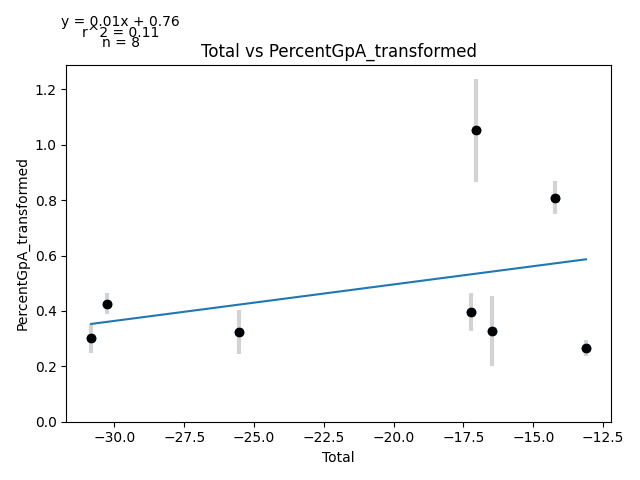 y = 0.01x + 0.76
r^2 = 0.11
n = 8
Total vs PercentGpA_transformed
PercentGpA_transformed
1.2
1.0
0.8
0.6
0.4
0.2
0.0
−30.0 −27.5 −25.0 −22.5 −20.0 −17.5 −15.0 −12.5
Total